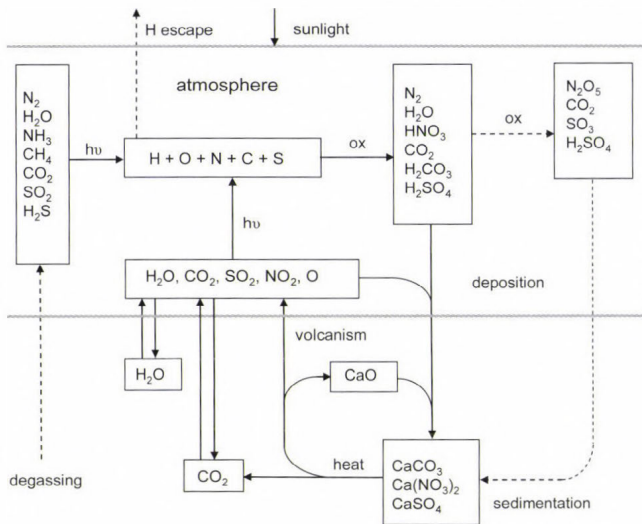 H escape
sunlight
atmosphere
N₂
H₂O
NH₃
CH₄
CO₂
SO₂
H₂S
hυ
H + O + N + C + S
ox
N₂
H₂O
HNO₃
CO₂
H₂CO₃
H₂SO₄
ox
N₂O₅
CO₂
SO₃
H₂SO₄
hυ
H₂O, CO₂, SO₂, NO₂, O
deposition
volcanism
H₂O
CaO
degassing
CO₂
heat
CaCO₃
Ca(NO₃)₂
CaSO₄
sedimentation